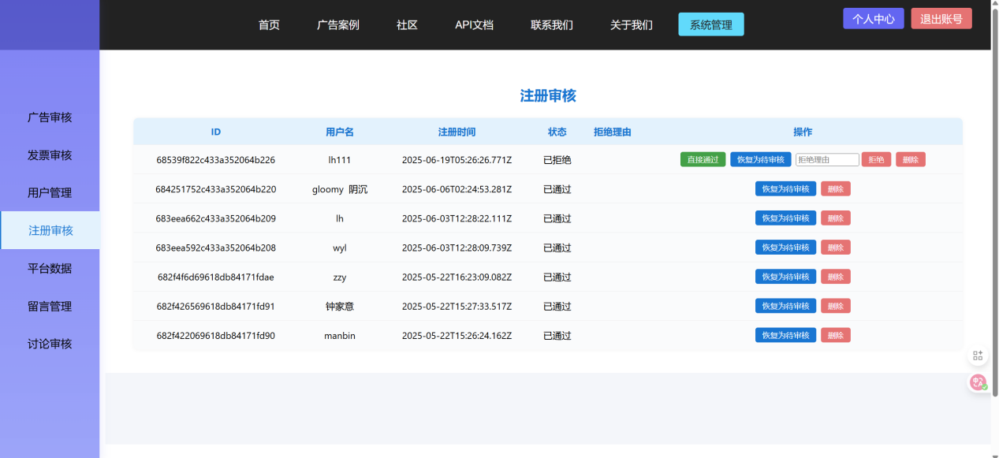 首页 广告案例 社区 API文档 联系我们 关于我们 系统管理 个人中心 退出账号
广告审核
发票审核
用户管理
注册审核
平台数据
留言管理
讨论审核
注册审核
ID 用户名 注册时间 状态 拒绝理由 操作
68539f822c433a352064b226 lh111 2025-06-19T05:26:26.771Z 已拒绝 直接通过 恢复为待审核 拒绝理由 拒绝 删除
684251752c433a352064b220 gloomy 阴沉 2025-06-06T02:24:53.281Z 已通过 恢复为待审核 删除
683eea662c433a352064b209 lh 2025-06-03T12:28:22.111Z 已通过 恢复为待审核 删除
683eea592c433a352064b208 wyl 2025-06-03T12:28:09.739Z 已通过 恢复为待审核 删除
682f4f6d69618db84171fdae zzy 2025-05-22T16:23:09.082Z 已通过 恢复为待审核 删除
682f426569618db84171fd91 钟家意 2025-05-22T15:27:33.517Z 已通过 恢复为待审核 删除
682f422069618db84171fd90 manbin 2025-05-22T15:26:24.162Z 已通过 恢复为待审核 删除